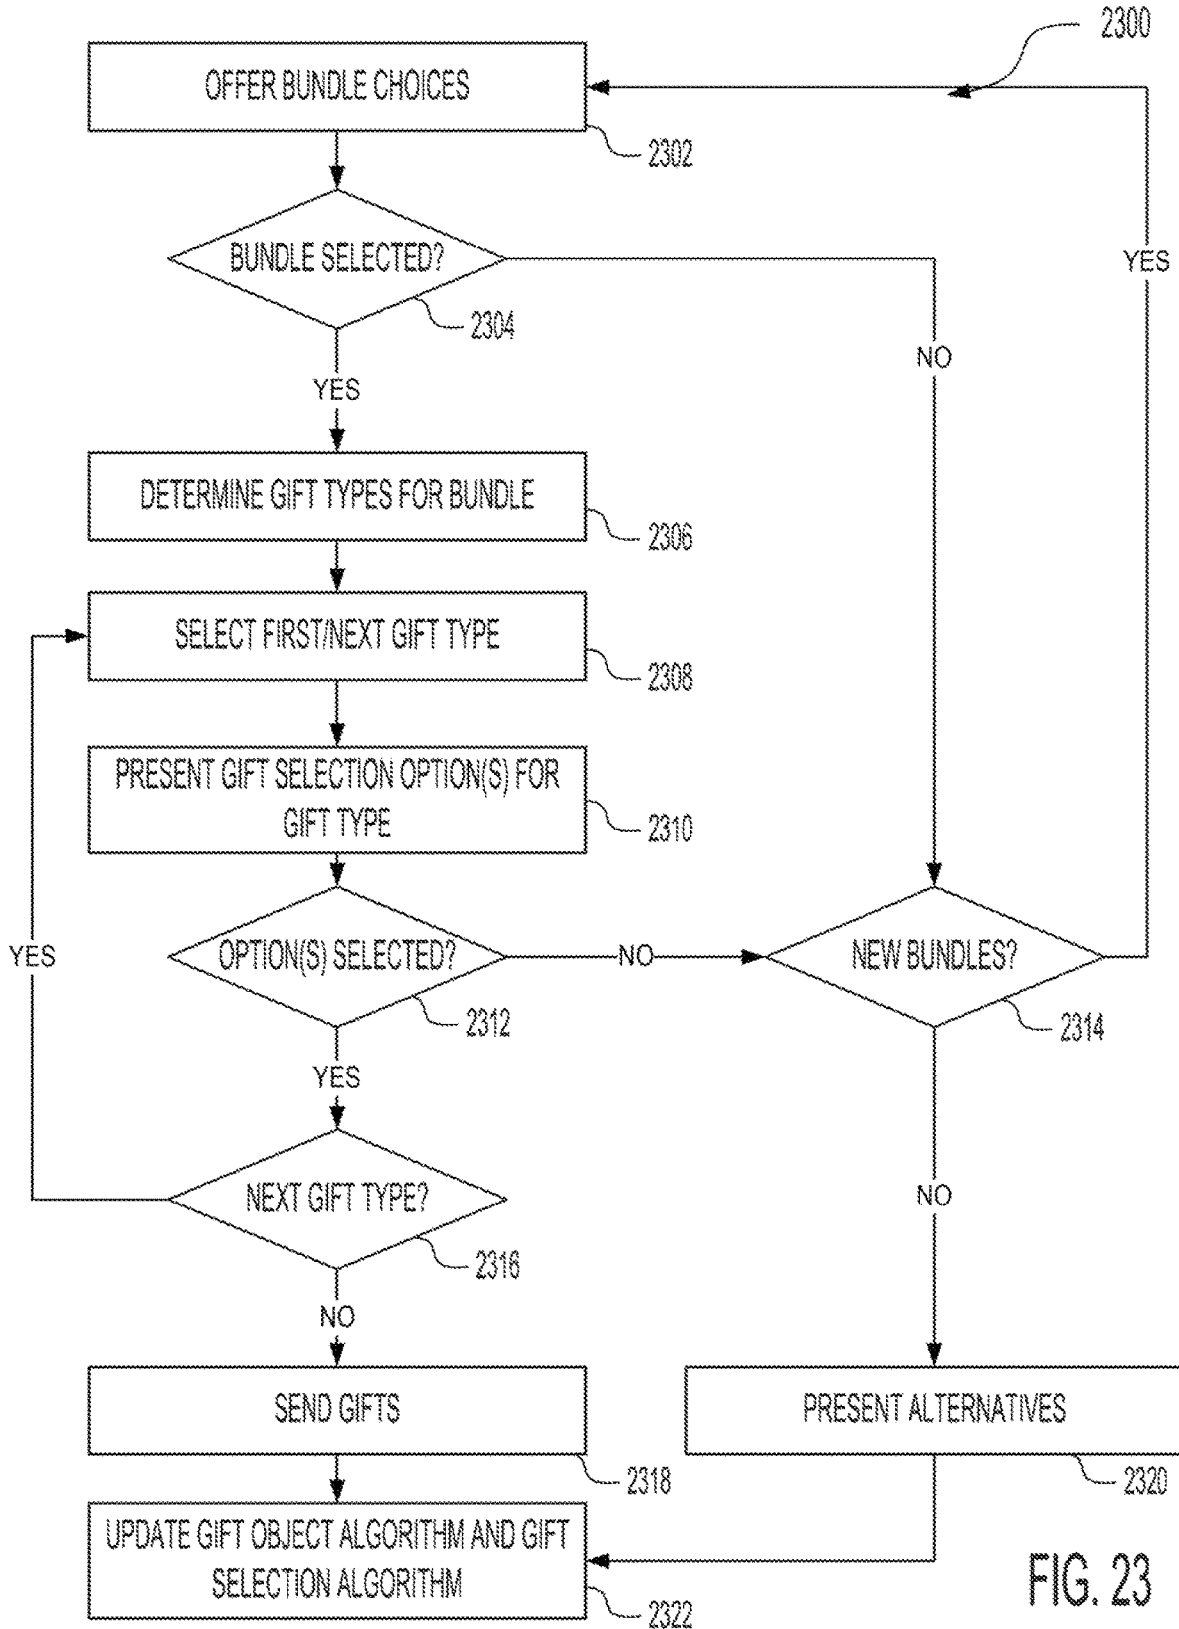 2300
OFFER BUNDLE CHOICES
2302
BUNDLE SELECTED?
2304
YES
NO
YES
DETERMINE GIFT TYPES FOR BUNDLE
2306
SELECT FIRST/NEXT GIFT TYPE
2308
PRESENT GIFT SELECTION OPTION(S) FOR
GIFT TYPE
2310
YES
OPTION(S) SELECTED?
NO
NEW BUNDLES?
2312
2314
YES
NEXT GIFT TYPE?
2316
NO
NO
SEND GIFTS
2318
PRESENT ALTERNATIVES
2320
UPDATE GIFT OBJECT ALGORITHM AND GIFT
SELECTION ALGORITHM
2322
FIG. 23